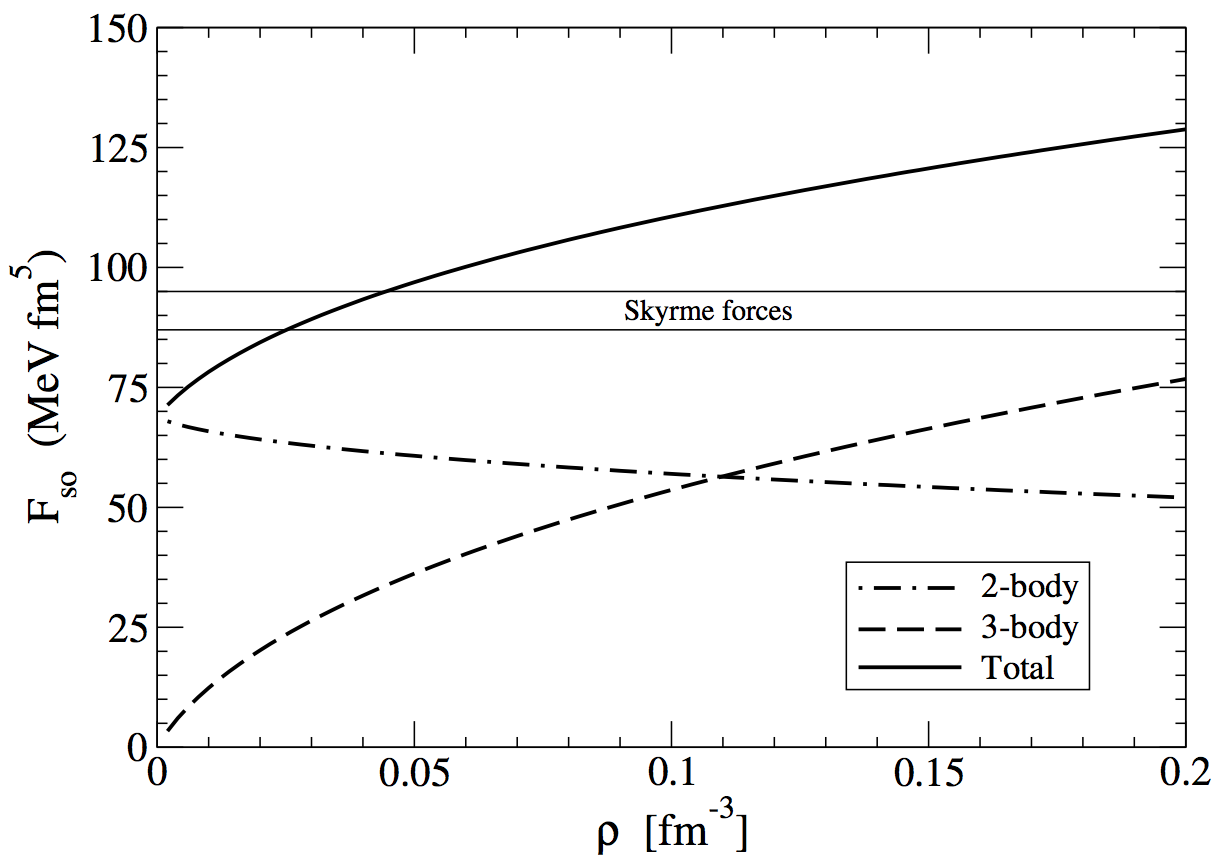 150
125
100
75
50
25
0
F_so (MeV fm^5)
Skyrme forces
2-body
3-body
Total
0
0.05
0.1
0.15
0.2
ρ [fm^-3]